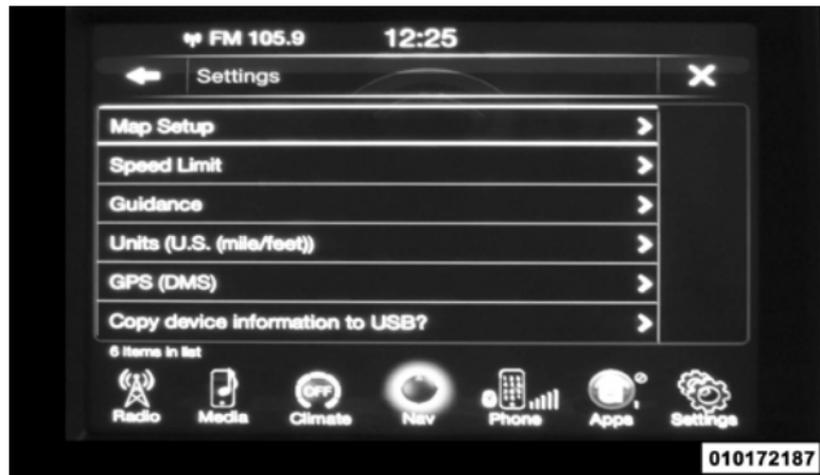 FM 105.9 12:25
Settings
Map Setup
Speed Limit
Guidance
Units (U.S. (mile/feet))
GPS (DMS)
Copy device information to USB?
6 items in list
OFF
Radio Media Climate Nav Phone Apps Settings
010172187